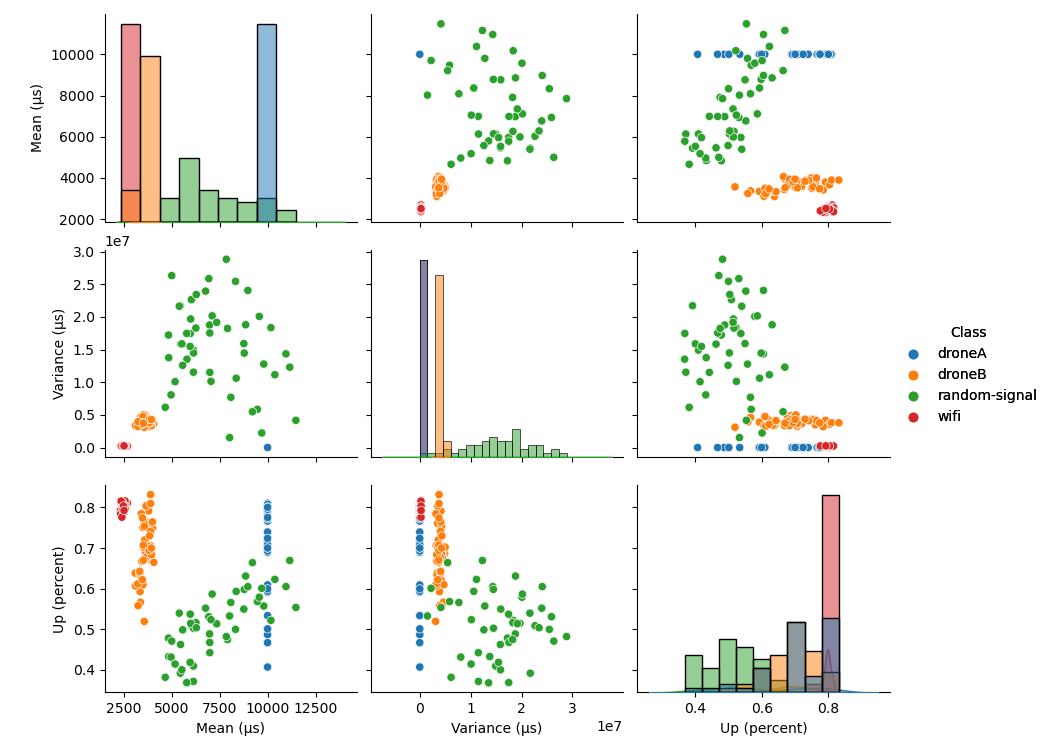 10000
8000
6000
4000
2000
Mean (μs)
1e7
3.0
2.5
2.0
1.5
1.0
0.5
0.0
Variance (μs)
Class
droneA
droneB
random-signal
wifi
0.8
0.7
0.6
0.5
0.4
Up (percent)
2500 5000 7500 10000 12500
Mean (μs)
0 1 2 3
1e7
Variance (μs)
0.4 0.6 0.8
Up (percent)